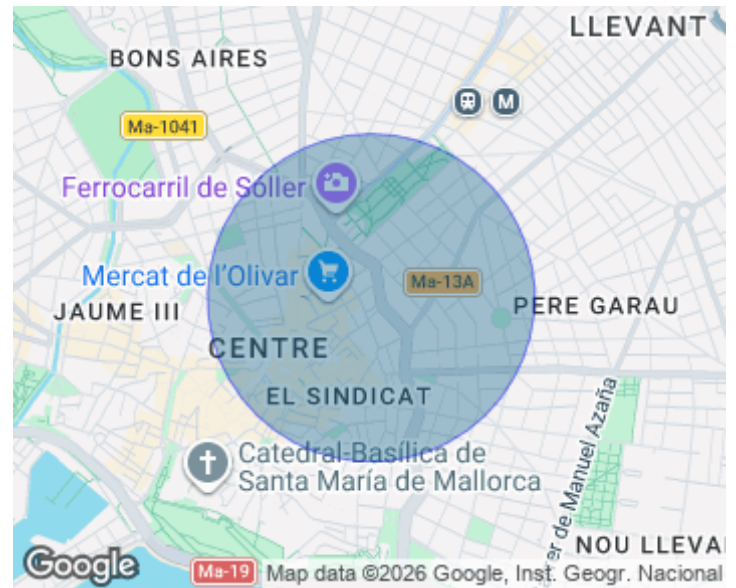 LLEVANT
BONS AIRES
M
Ma-1041
Ferrocarril de Sóller
Mercat de l'Olivar
Ma-13A
JAUME III
PERE GARAU
CENTRE
EL SINDICAT
Catedral-Basílica de
Santa María de Mallorca
er de Manuel Azaña
NOU LLEVA
Google
Ma-19
Map data ©2026 Google, Inst. Geogr. Nacional